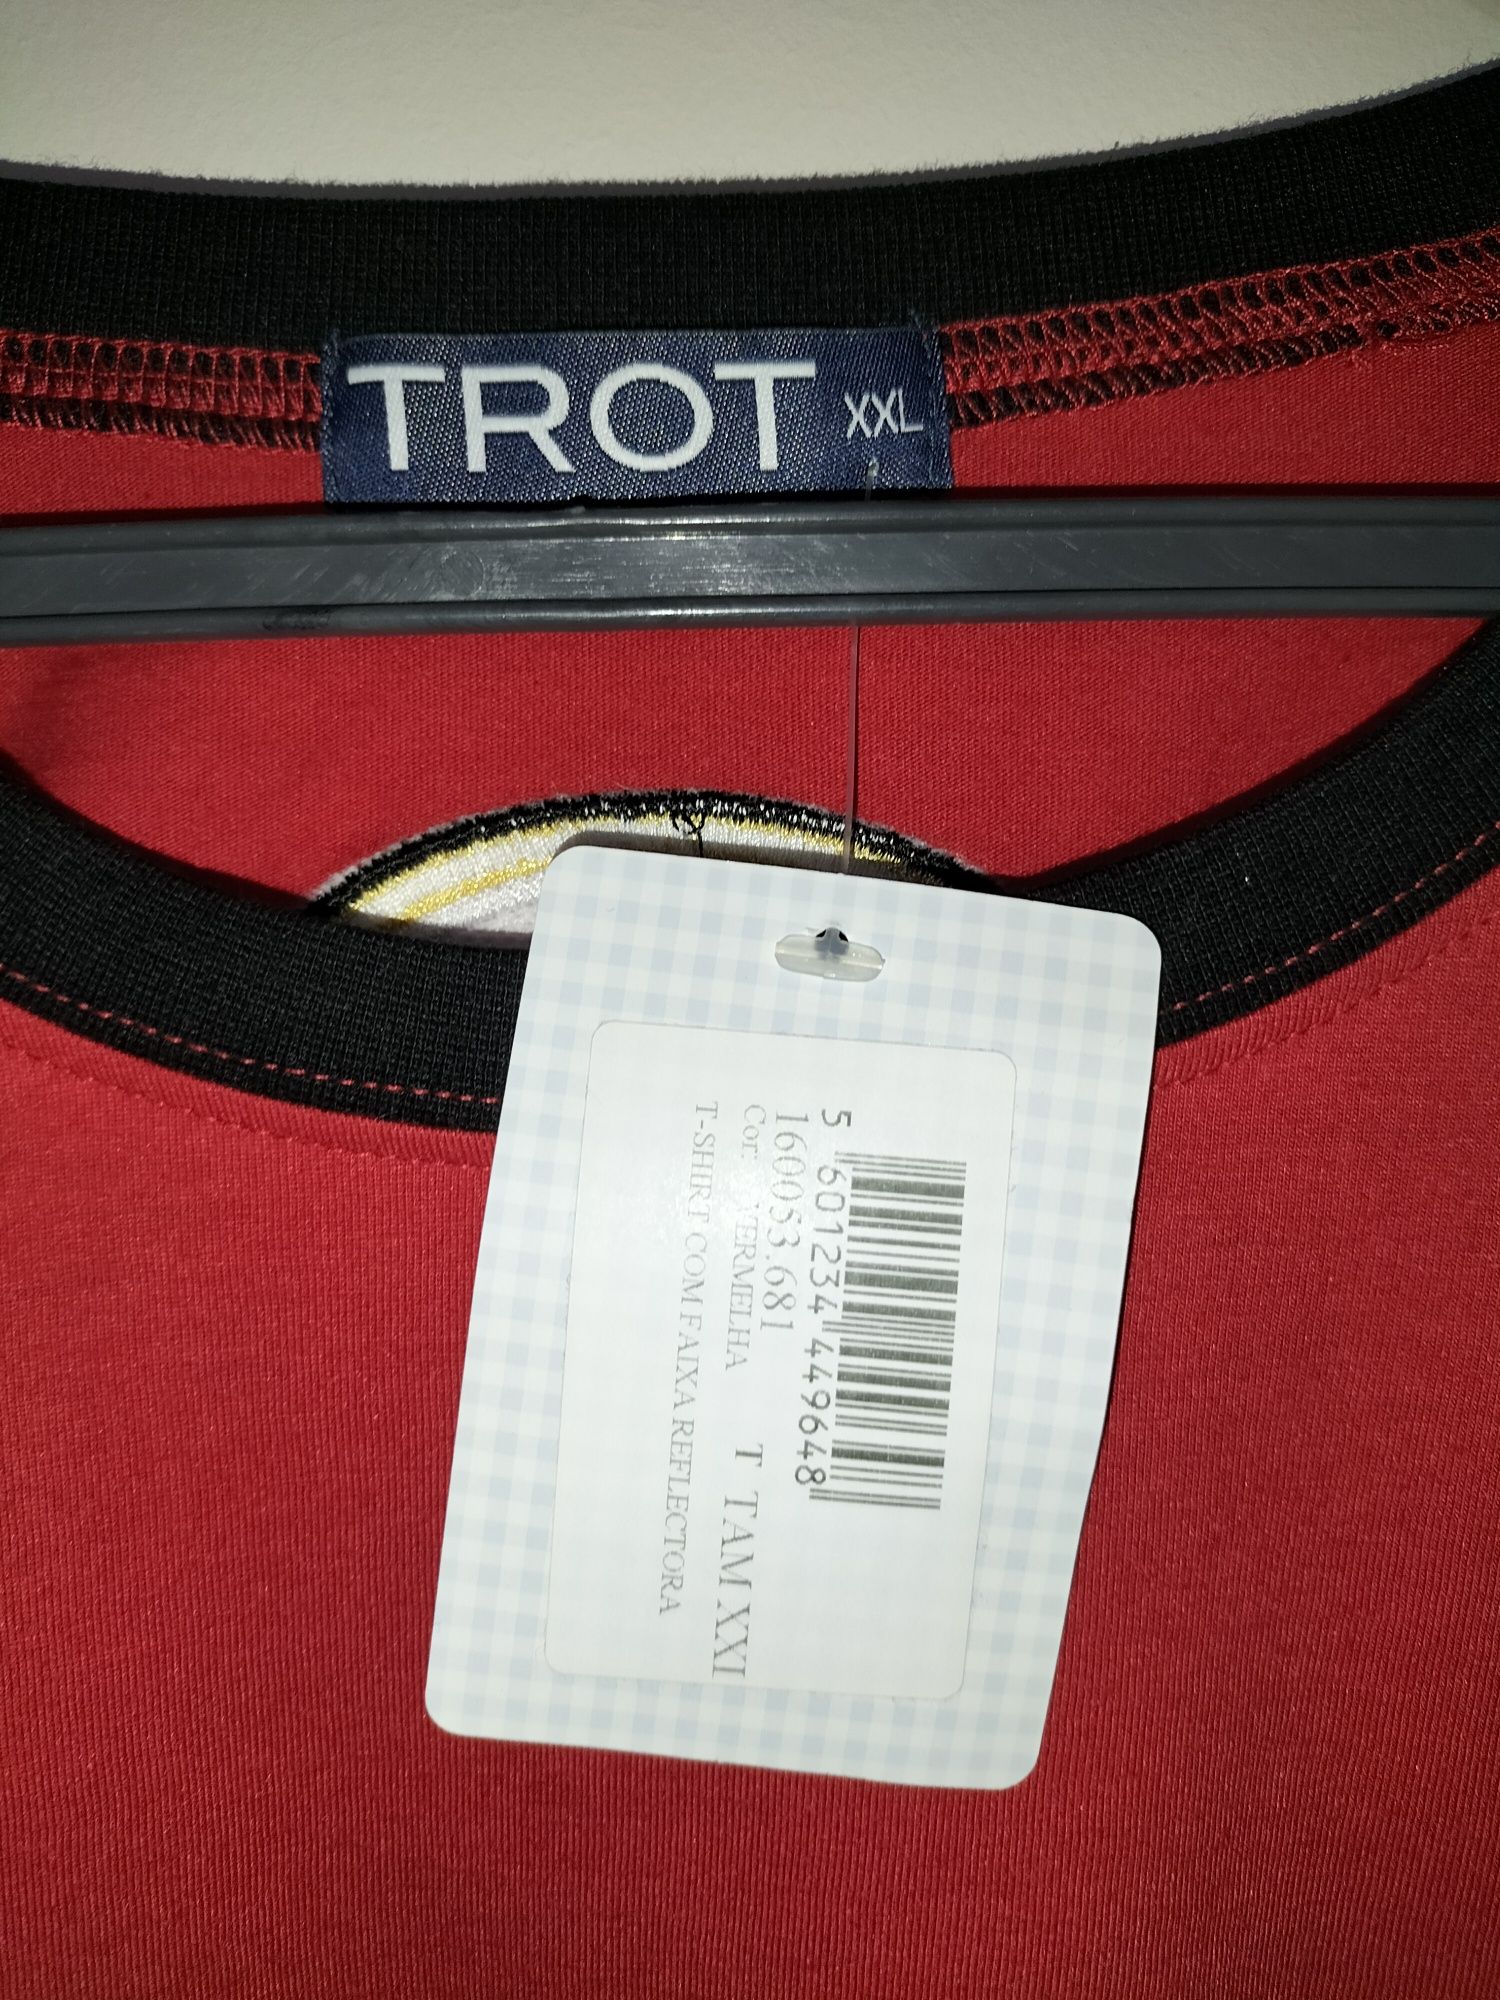 TROT XXL
5 601234 449648
160053.681
Cor: VERMELHA T TAM XXL
T-SHIRT COM FAIXA REFLECTORA